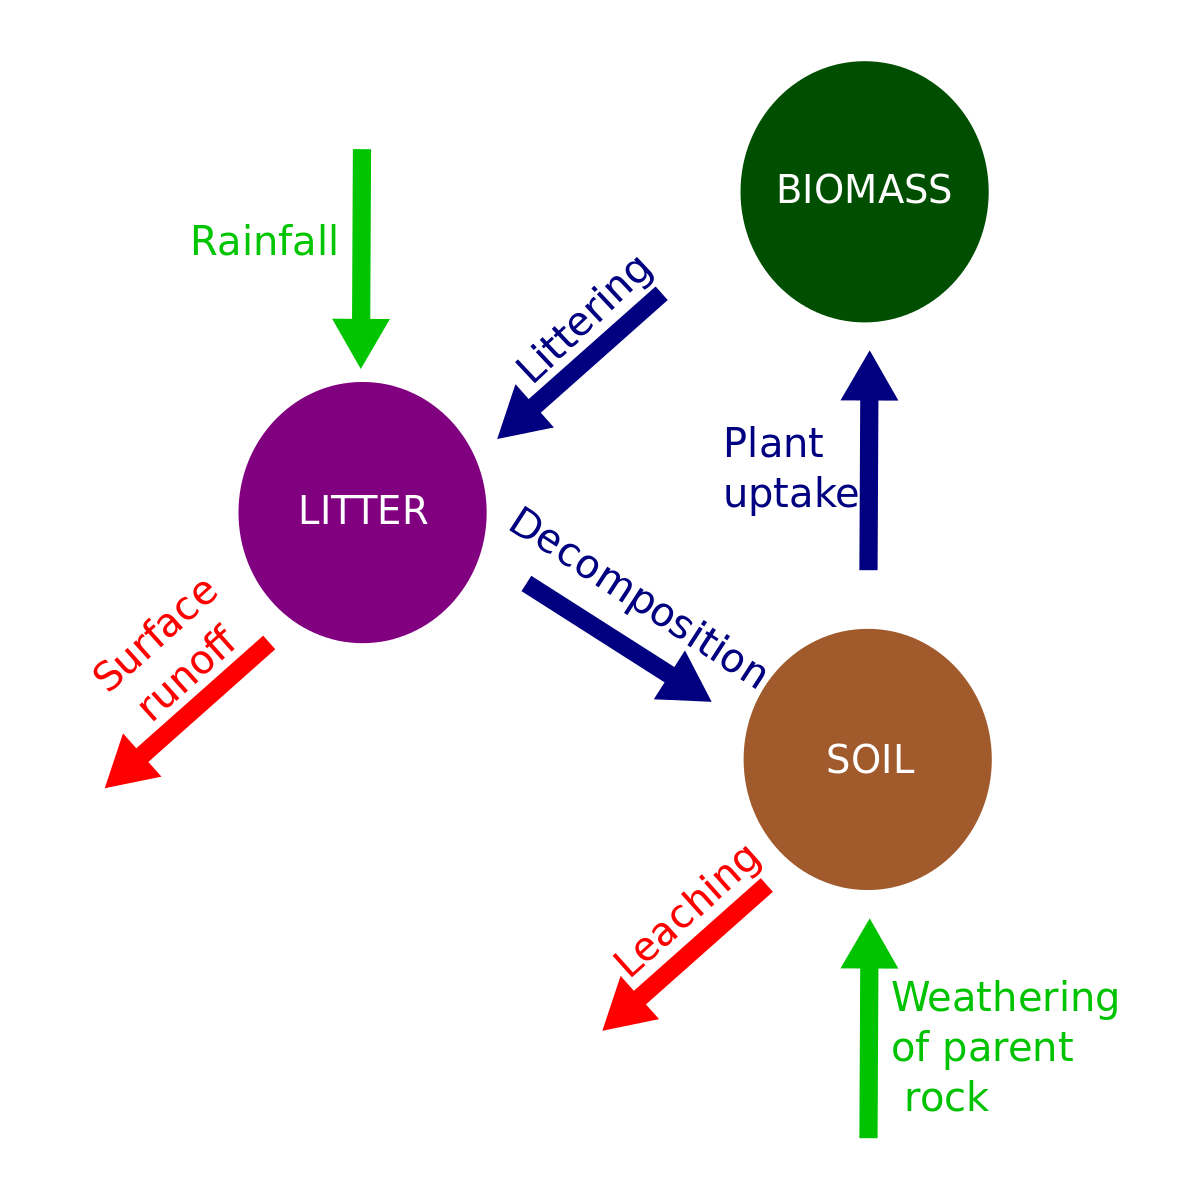 BIOMASS
Rainfall
Littering
Plant
uptake
LITTER
Decomposition
Surface
runoff
SOIL
Leaching
Weathering
of parent
rock